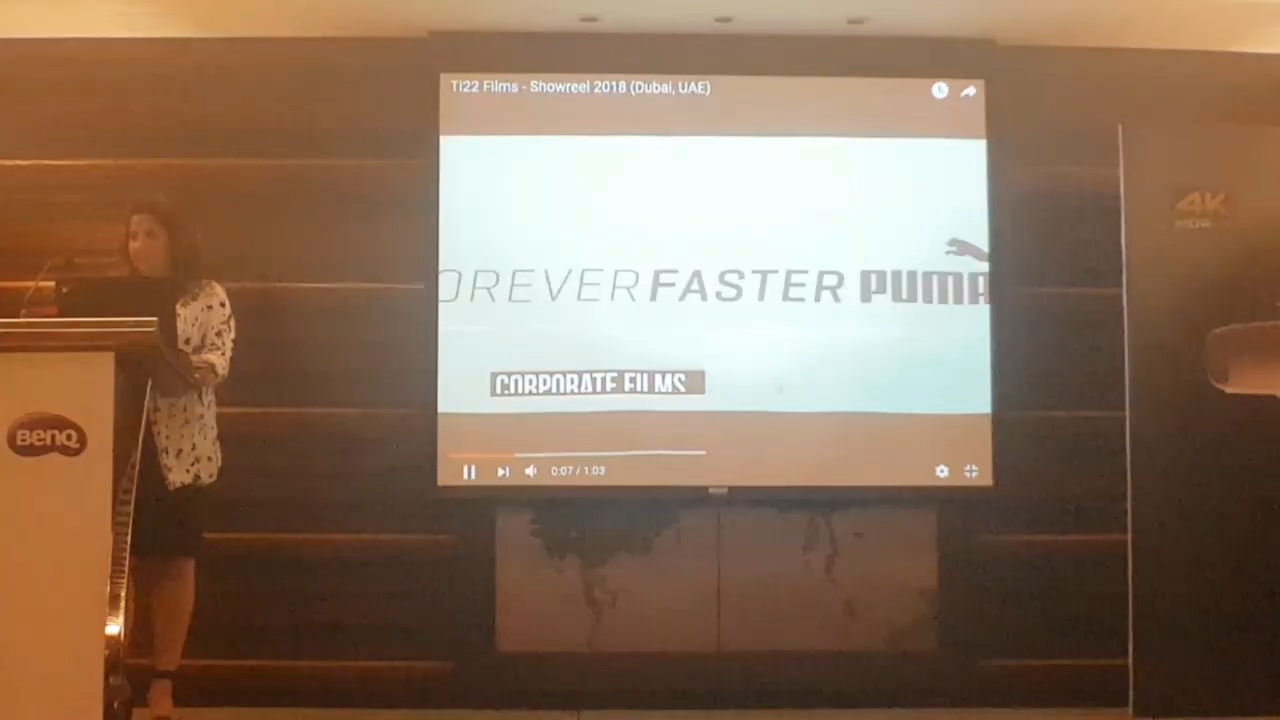 Ti22 Films - Showreel 2018 (Dubai, UAE)
OREVER FASTER PUMA
CORPORATE FILMS
0:07 / 1:03
BenQ
4K